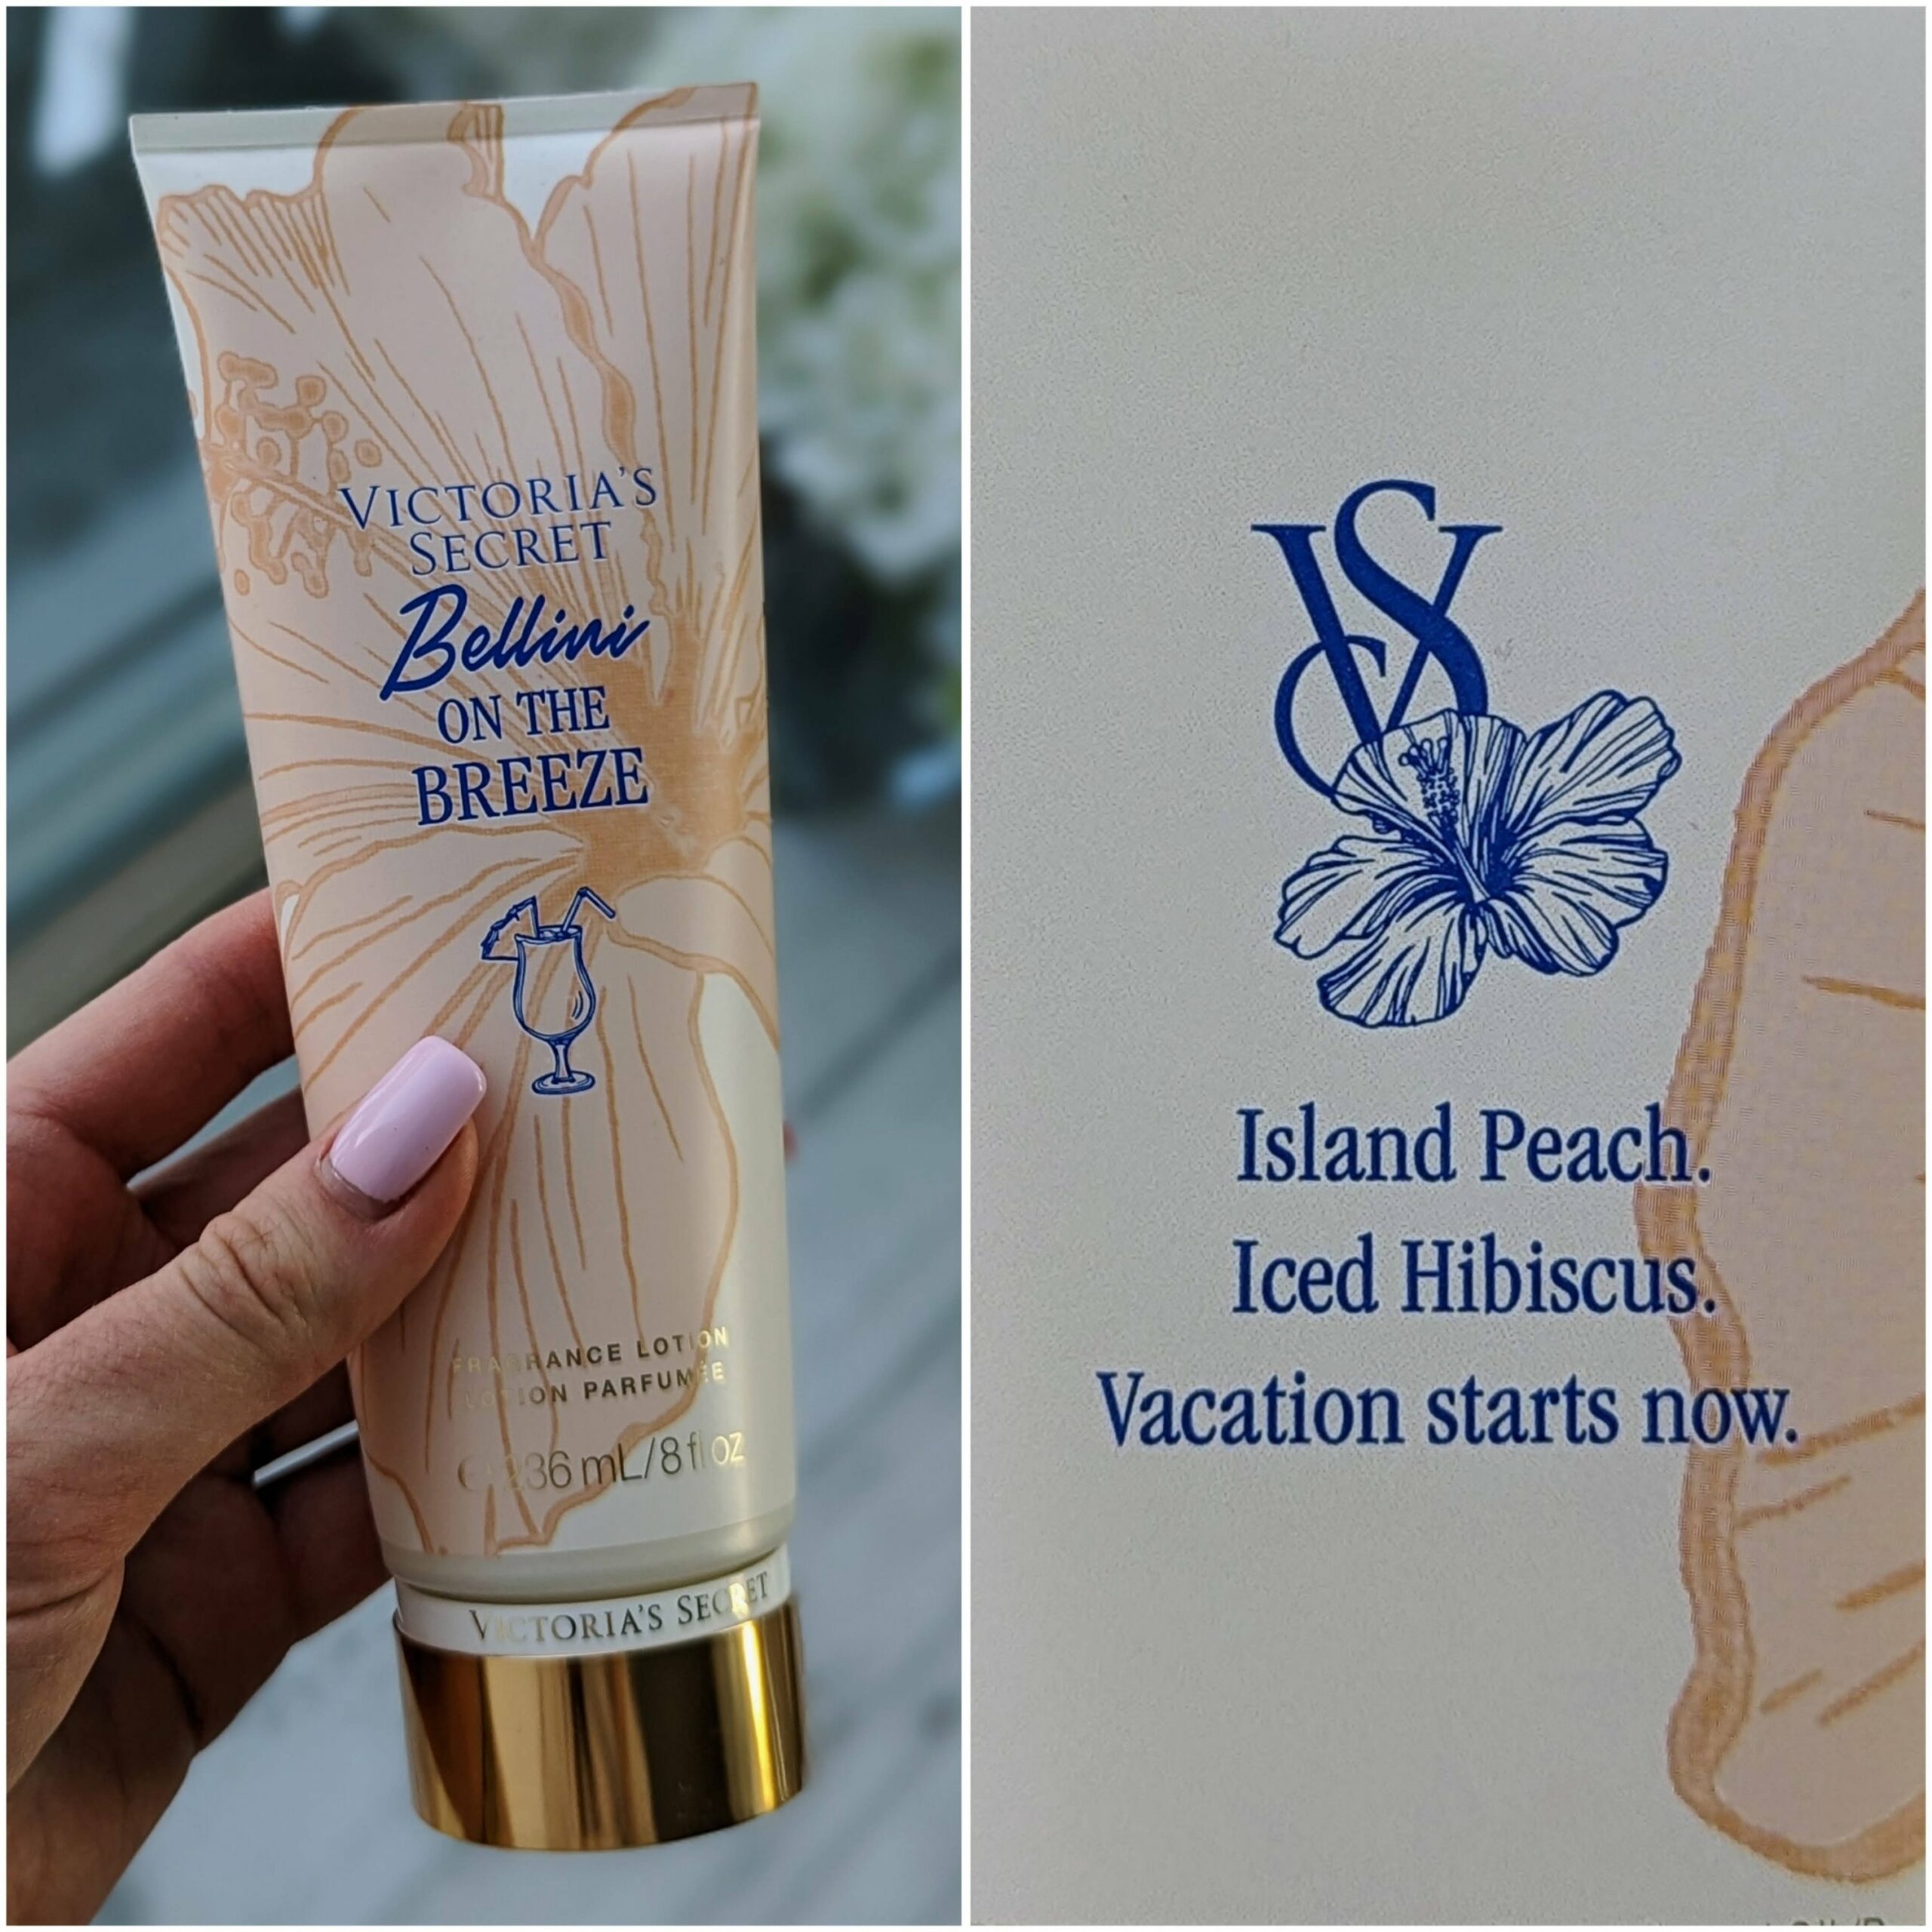 VICTORIA'S
SECRET
Bellini
ON THE
BREEZE
FRAGRANCE LOTION
LOTION PARFUMÉE
e 236 mL/8 fl oz
VICTORIA'S SECRET
VS
Island Peach.
Iced Hibiscus.
Vacation starts now.